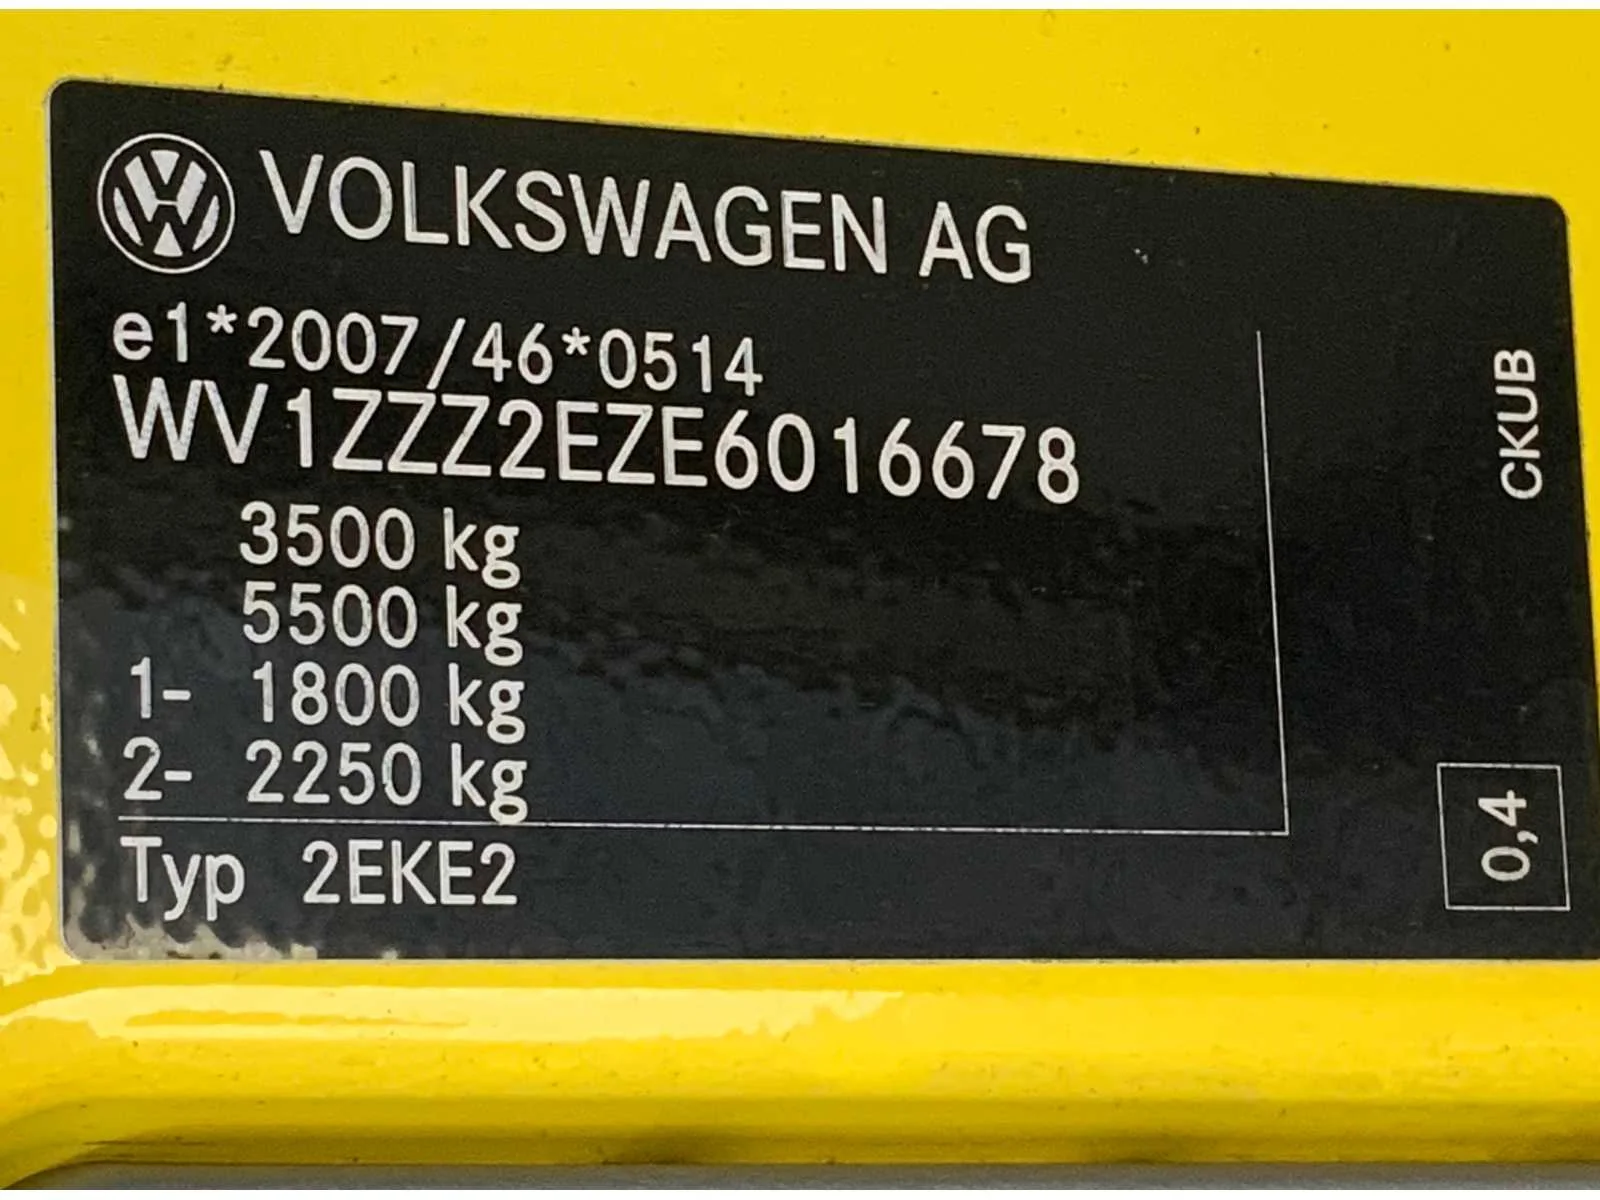 VOLKSWAGEN AG
e1*2007/46*0514
WV1ZZZ2EZE6016678
3500 kg
5500 kg
1- 1800 kg
2- 2250 kg
Typ 2EKE2
CKUB
0,4